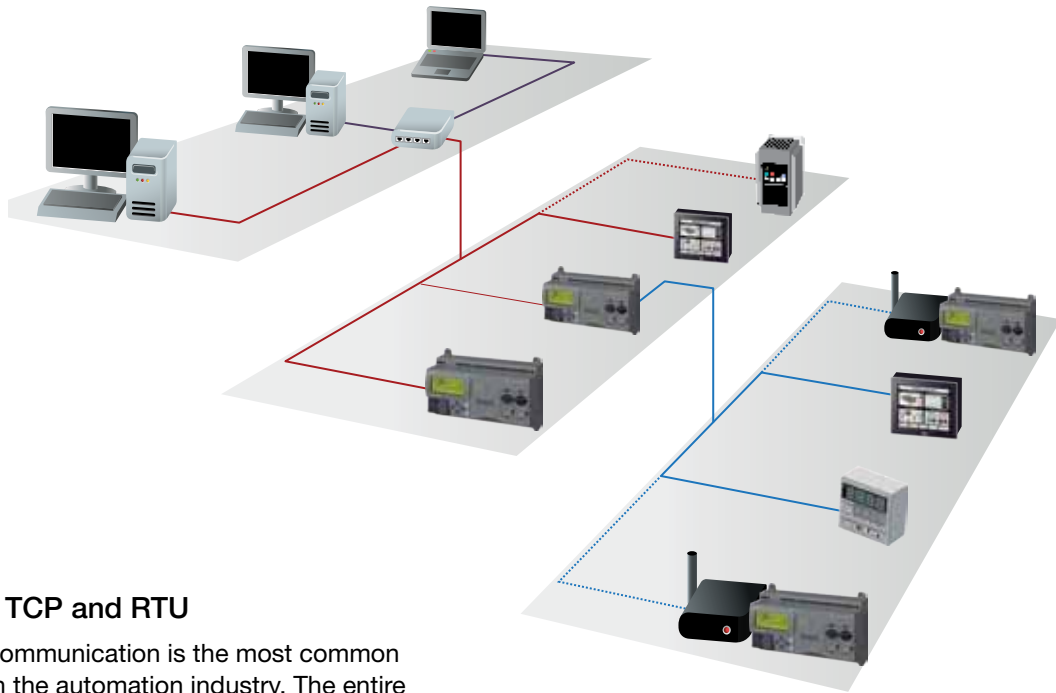 TCP and RTU
ommunication is the most common
n the automation industry. The entire